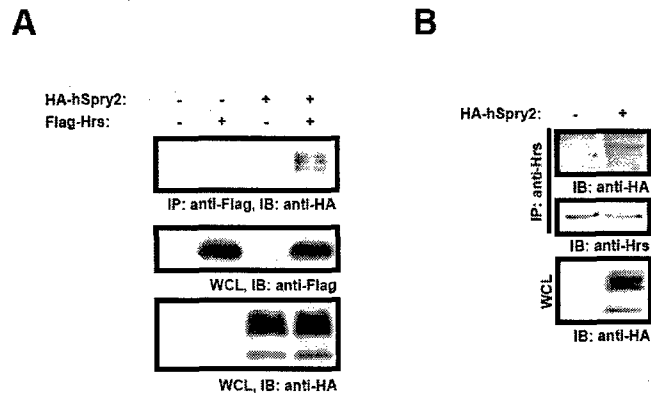 A
HA-hSpry2: - - + +
Flag-Hrs: - + - +
IP: anti-Flag, IB: anti-HA
WCL, IB: anti-Flag
WCL, IB: anti-HA
B
HA-hSpry2: - +
IP: anti-Hrs
IB: anti-HA
IB: anti-Hrs
WCL
IB: anti-HA